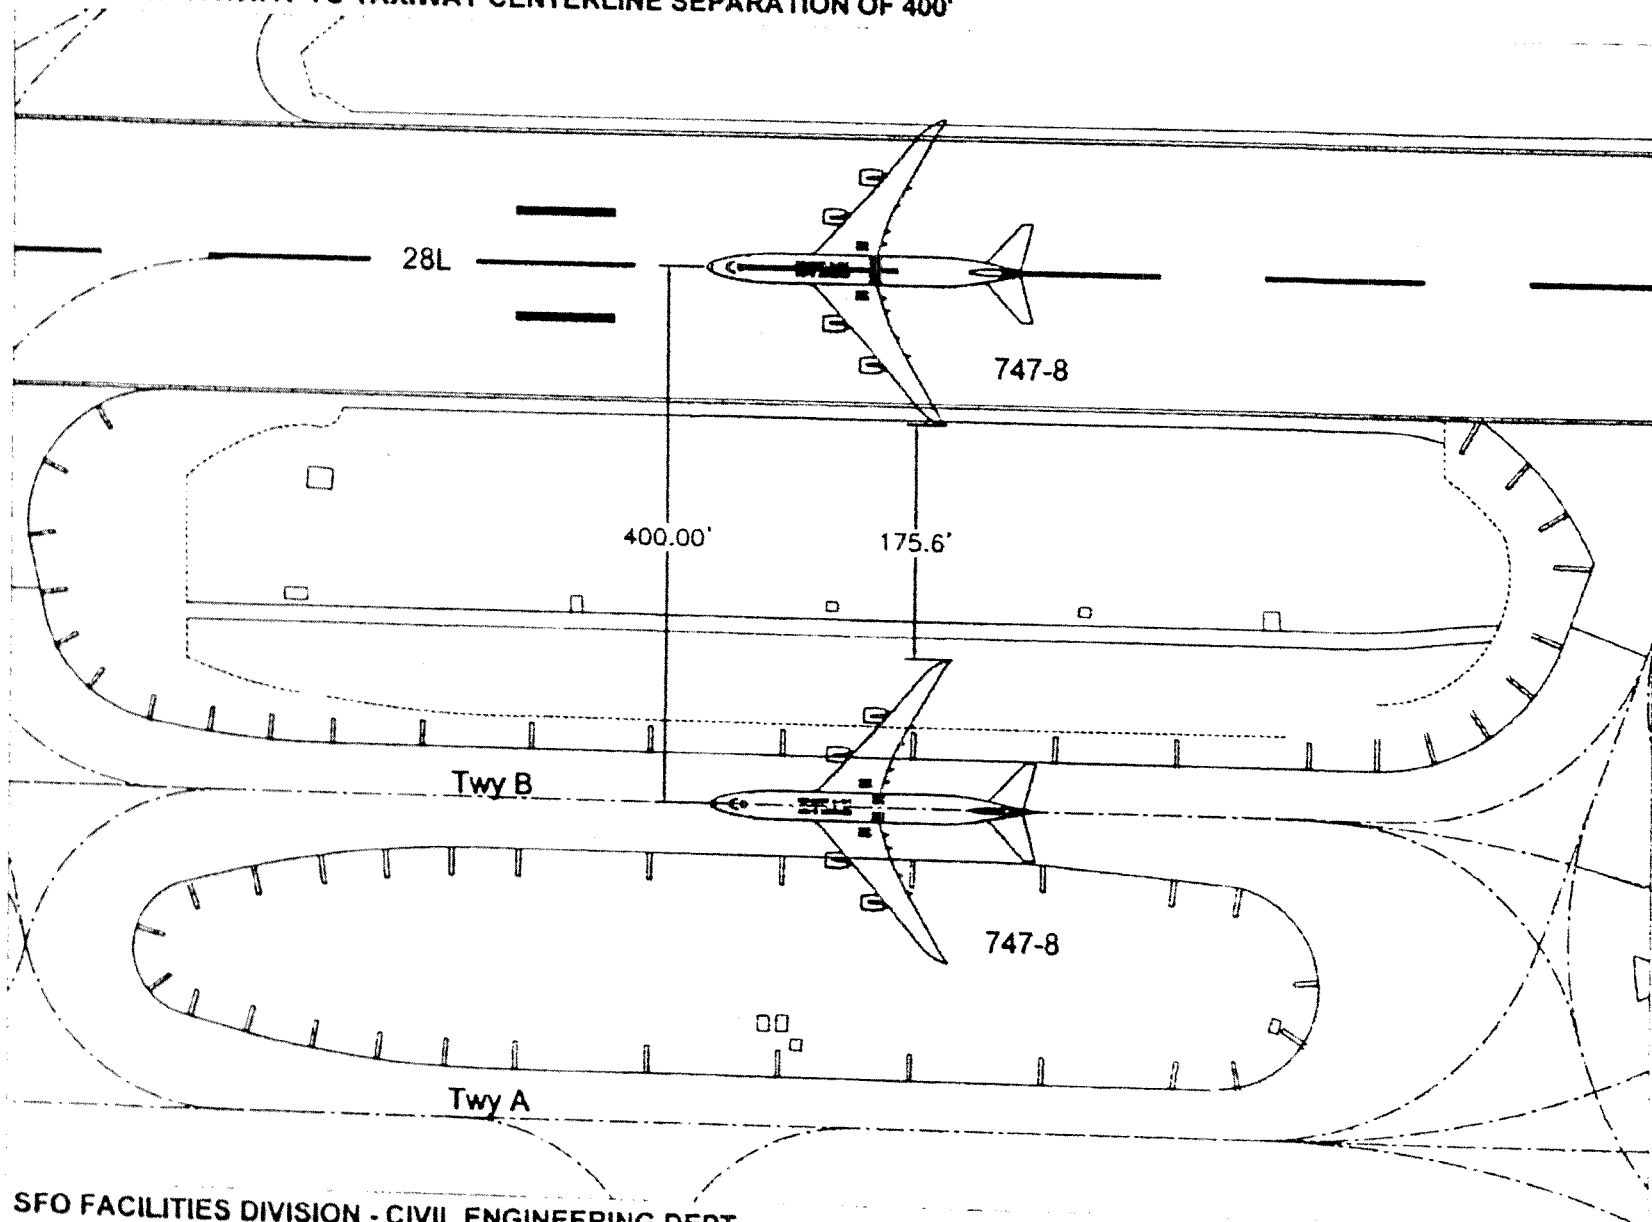 TO TAXIWAY CENTERLINE SEPARATION OF 400'
28L
747-8
400.00'
175.6'
Twy B
747-8
Twy A
SFO FACILITIES DIVISION - CIVIL ENGINEERING DEPT.